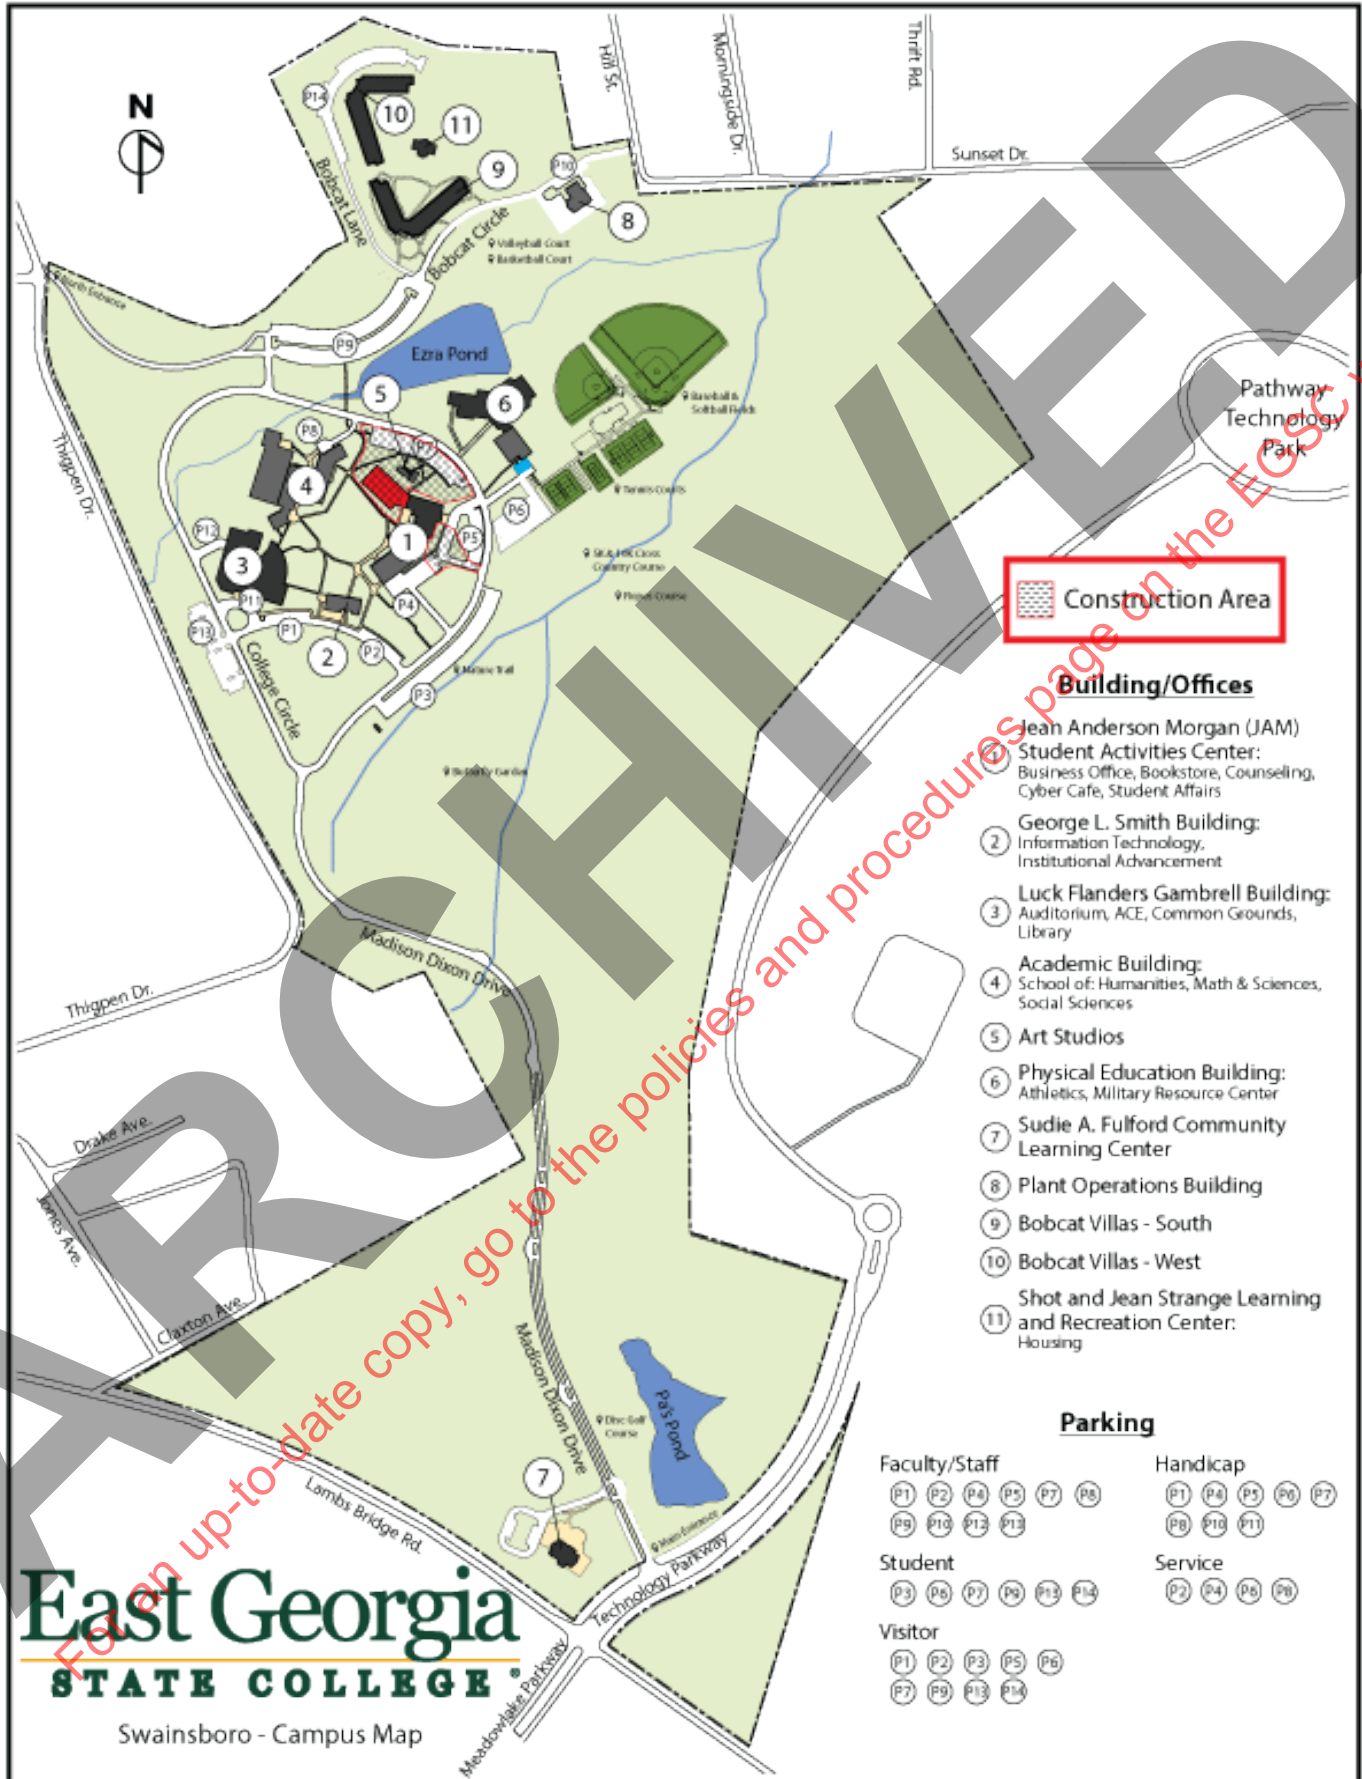 N
Hill St.
Morningside Dr.
Thrift Rd.
Sunset Dr.
P14
10
11
9
P10
8
Bobcat Lane
Bobcat Circle
Volleyball Court
Basketball Court
North Entrance
P9
Ezra Pond
5
6
Baseball &
Softball Fields
Pathway
Technology
Park
P8
P7
4
Thigpen Dr.
Tennis Courts
P6
P12
1
P5
3
Country Course
P11
P4
Fitness Course
P13
P1
2
P2
College Circle
Nature Trail
P3
Butterfly Garden
Madison Dixon Drive
Thigpen Dr.
Drake Ave.
Jones Ave.
Claxton Ave.
Madison Dixon Drive
Disc Golf
Course
Pa's Pond
7
Lambs Bridge Rd.
Main Entrance
Technology Parkway
Meadowlake Parkway
Construction Area
Building/Offices
1 Jean Anderson Morgan (JAM)
Student Activities Center:
Business Office, Bookstore, Counseling,
Cyber Cafe, Student Affairs
2 George L. Smith Building:
Information Technology,
Institutional Advancement
3 Luck Flanders Gambrell Building:
Auditorium, ACE, Common Grounds,
Library
4 Academic Building:
School of: Humanities, Math & Sciences,
Social Sciences
5 Art Studios
6 Physical Education Building:
Athletics, Military Resource Center
7 Sudie A. Fulford Community
Learning Center
8 Plant Operations Building
9 Bobcat Villas - South
10 Bobcat Villas - West
11 Shot and Jean Strange Learning
and Recreation Center:
Housing
Parking
Faculty/Staff
P1 P2 P4 P5 P7 P8
P9 P10 P12 P13
Handicap
P1 P4 P5 P6 P7
P8 P10 P11
Student
P3 P6 P7 P9 P13 P14
Service
P2 P4 P6 P8
Visitor
P1 P2 P3 P5 P6
P7 P9 P13 P14
East Georgia
STATE COLLEGE®
Swainsboro - Campus Map
ARCHIVED
For an up-to-date copy, go to the policies and procedures page on the EGSC